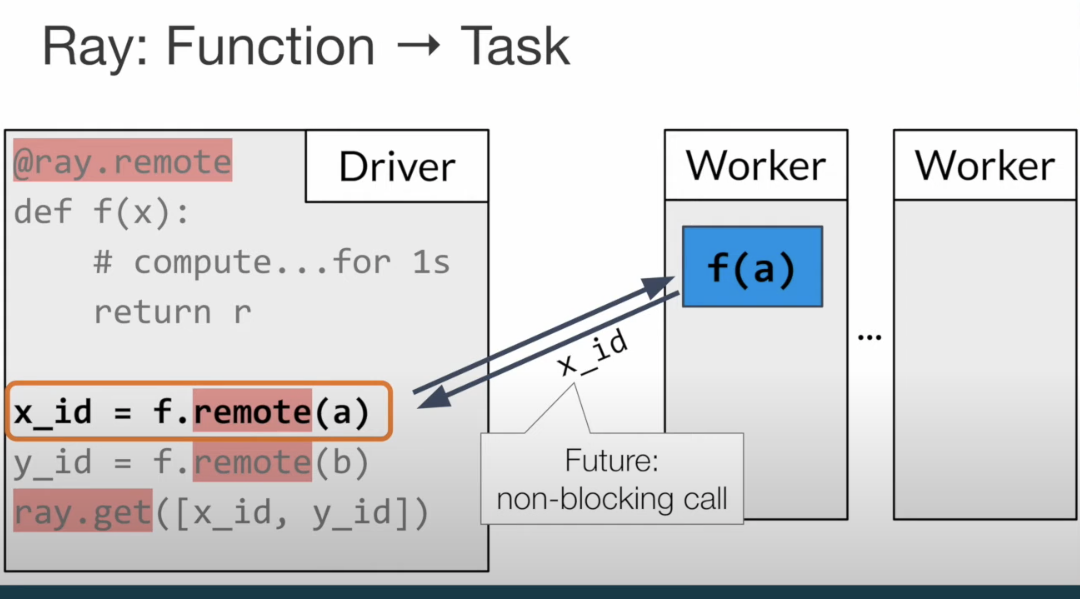 Ray: Function → Task
@ray.remote
def f(x):
    # compute...for 1s
    return r
x_id = f.remote(a)
y_id = f.remote(b)
ray.get([x_id, y_id])
Driver
x_id
Future:
non-blocking call
Worker
f(a)
...
Worker